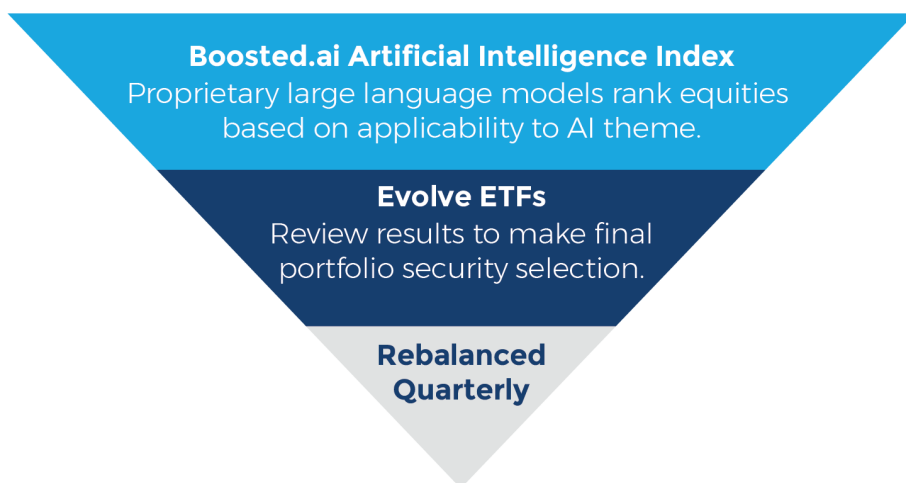 Boosted.ai Artificial Intelligence Index
Proprietary large language models rank equities
based on applicability to AI theme.
Evolve ETFs
Review results to make final
portfolio security selection.
Rebalanced
Quarterly